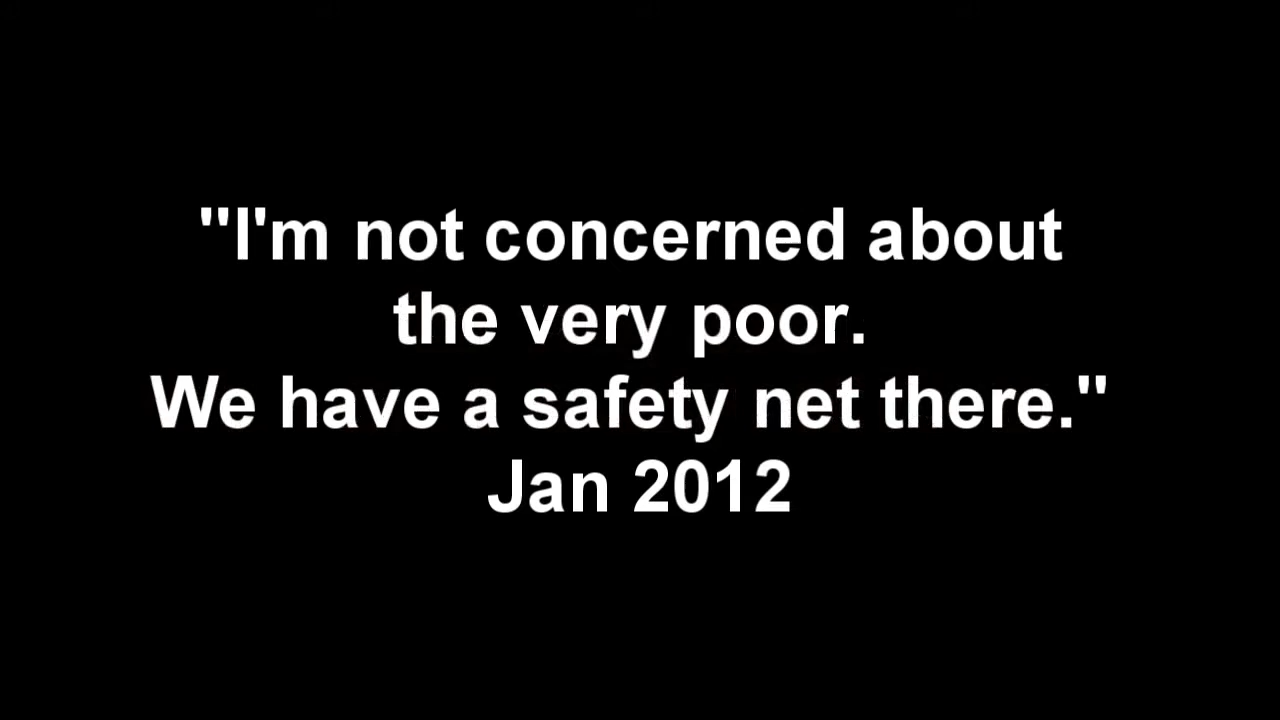 "I'm not concerned about
the very poor.
We have a safety net there."
Jan 2012